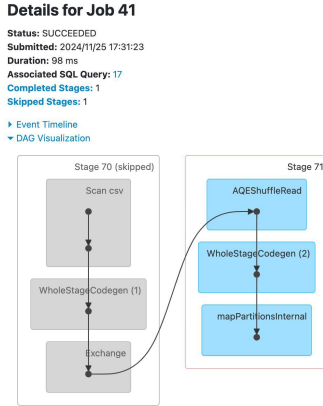 Details for Job 41
Status: SUCCEEDED
Submitted: 2024/11/25 17:31:23
Duration: 98 ms
Associated SQL Query: 17
Completed Stages: 1
Skipped Stages: 1
Event Timeline
DAG Visualization
Stage 70 (skipped)
Scan csv
WholeStageCodegen (1)
Exchange
Stage 71
AQEShuffleRead
WholeStageCodegen (2)
mapPartitionsInternal